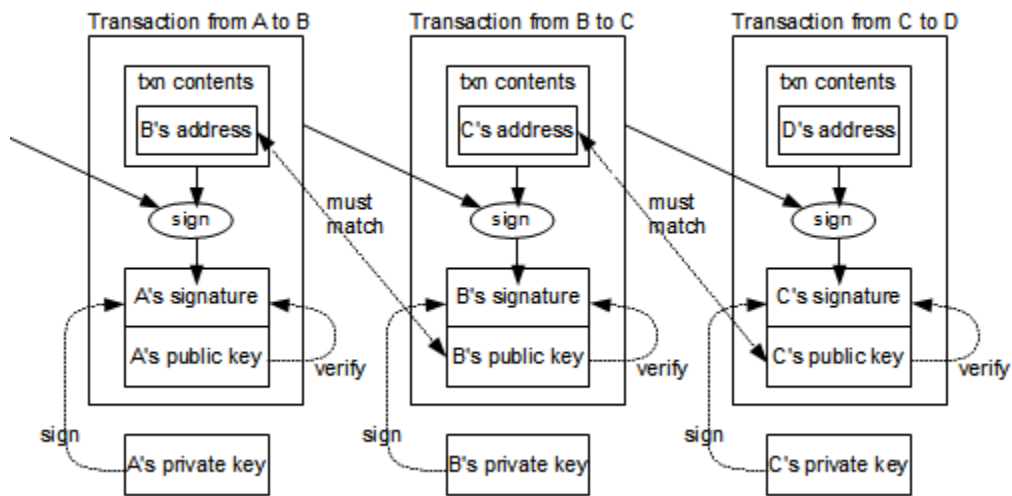 Transaction from A to B
Transaction from B to C
Transaction from C to D
txn contents
txn contents
txn contents
B's address
C's address
D's address
must
match
must
match
sign
sign
sign
A's signature
B's signature
C's signature
A's public key
B's public key
C's public key
verify
verify
verify
sign
sign
sign
A's private key
B's private key
C's private key